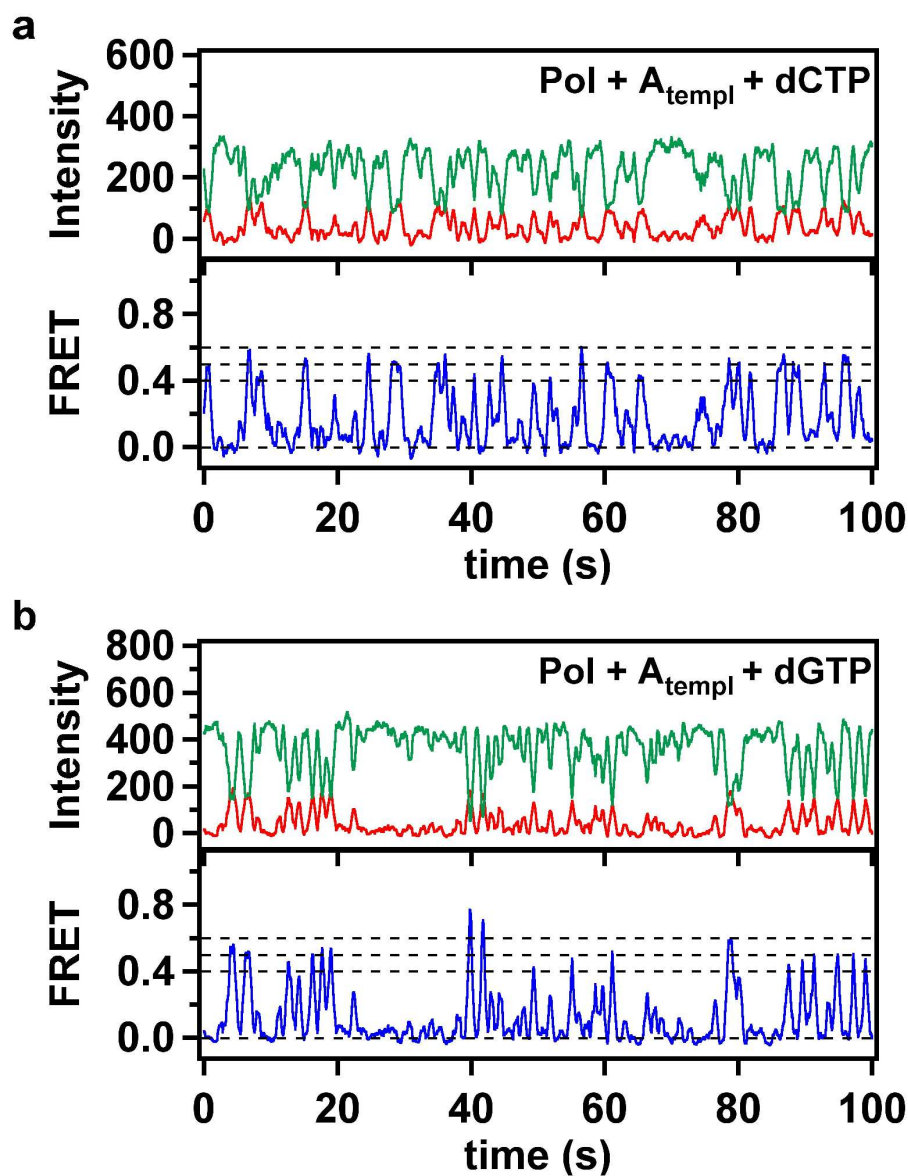 a
Pol + A_templ + dCTP
Intensity
600
400
200
0
FRET
0.8
0.4
0.0
0 20 40 60 80 100
time (s)
b
Pol + A_templ + dGTP
Intensity
800
600
400
200
0
FRET
0.8
0.4
0.0
0 20 40 60 80 100
time (s)